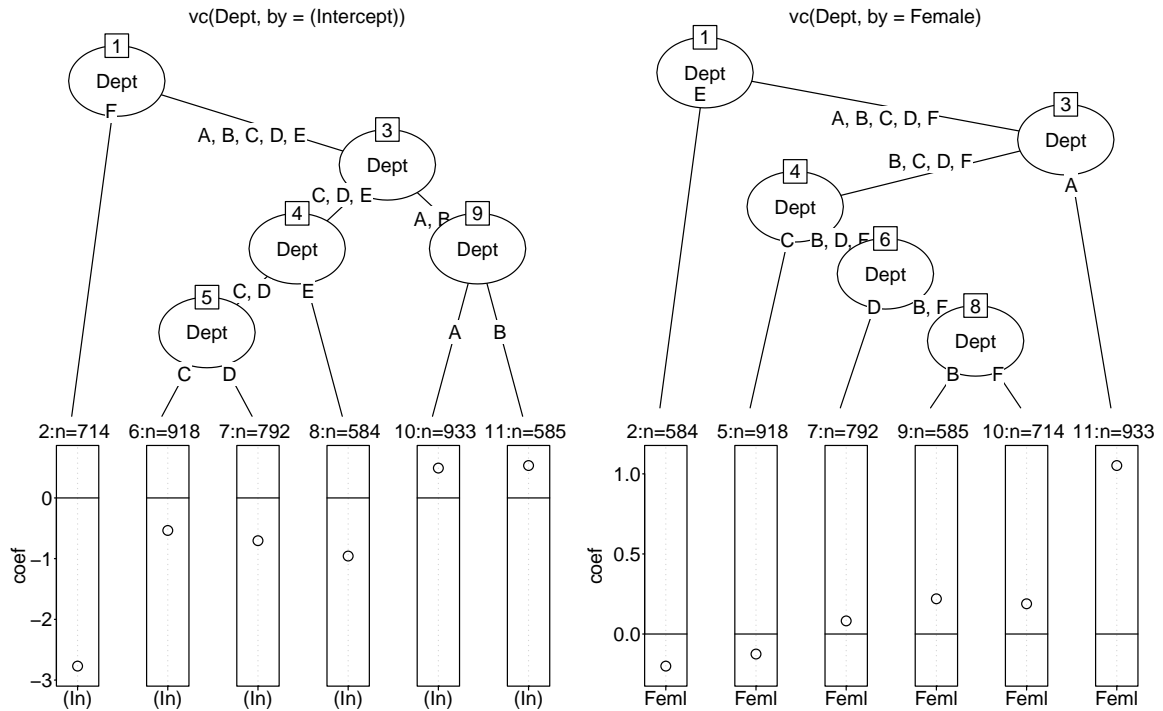 vc(Dept, by = (Intercept))
1
Dept
F
A, B, C, D, E
3
Dept
C, D, E
A, B
4
Dept
9
Dept
C, D
E
5
Dept
A
B
C
D
2:n=714
6:n=918
7:n=792
8:n=584
10:n=933
11:n=585
coef
0
−1
−2
−3
(In)
(In)
(In)
(In)
(In)
(In)
vc(Dept, by = Female)
1
Dept
E
A, B, C, D, F
3
Dept
B, C, D, F
A
4
Dept
C
B, D, F
6
Dept
D
B, F
8
Dept
B
F
2:n=584
5:n=918
7:n=792
9:n=585
10:n=714
11:n=933
coef
1.0
0.5
0.0
Feml
Feml
Feml
Feml
Feml
Feml